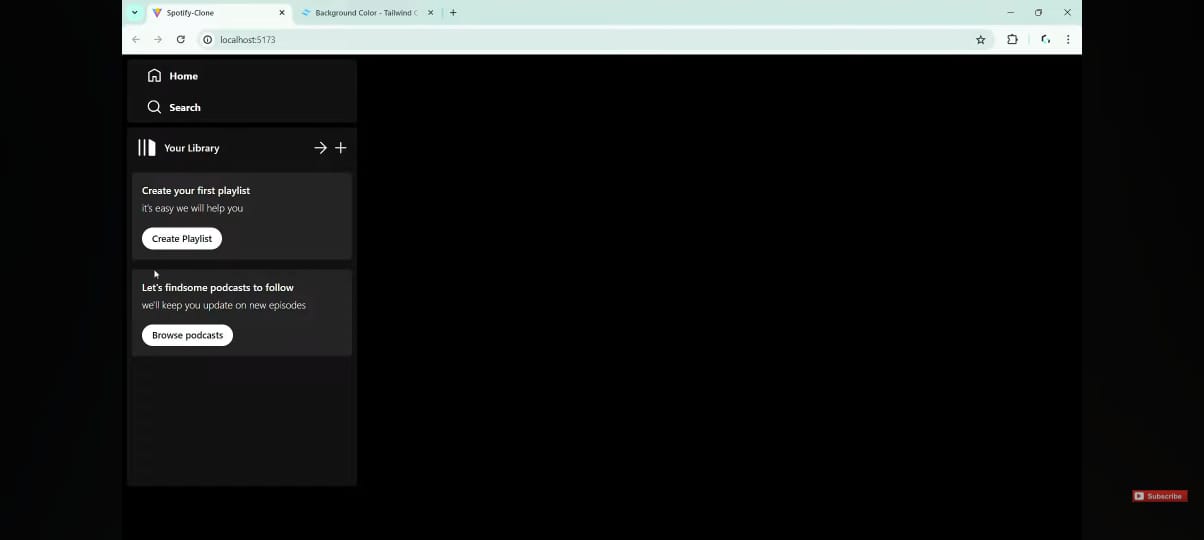 Spotify-Clone
Background Color - Tailwind C
localhost:5173
Home
Search
Your Library
Create your first playlist
it's easy we will help you
Create Playlist
Let's findsome podcasts to follow
we'll keep you update on new episodes
Browse podcasts
Subscribe